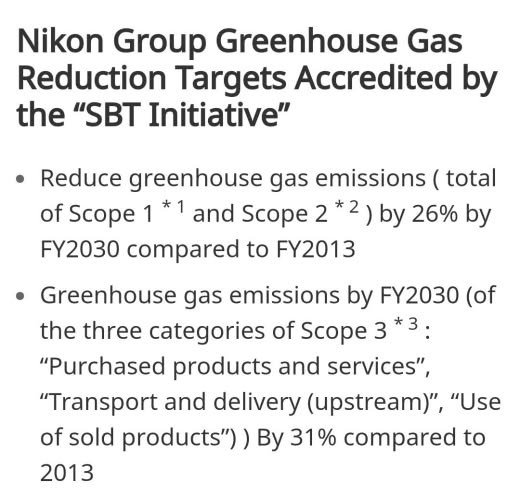 Nikon Group Greenhouse Gas
Reduction Targets Accredited by
the “SBT Initiative”
• Reduce greenhouse gas emissions ( total
of Scope 1 * 1 and Scope 2 * 2 ) by 26% by
FY2030 compared to FY2013
• Greenhouse gas emissions by FY2030 (of
the three categories of Scope 3 * 3 :
“Purchased products and services”,
“Transport and delivery (upstream)”, “Use
of sold products”) ) By 31% compared to
2013